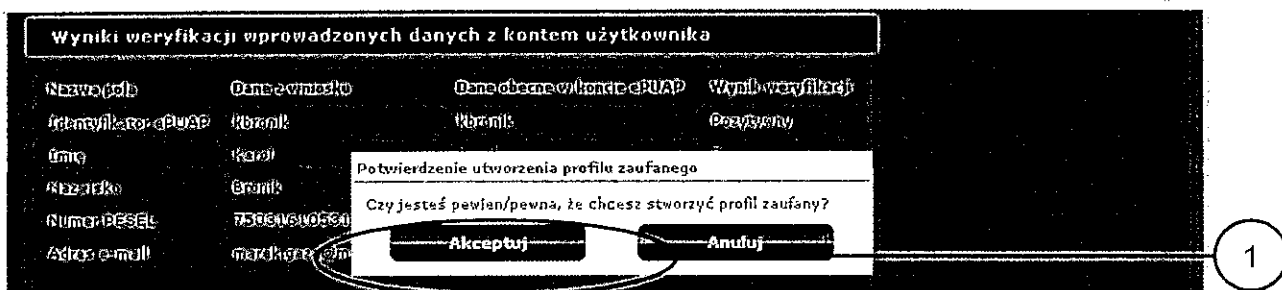 Wyniki weryfikacji wprowadzonych danych z kontem użytkownika
Nazwa pola Dane z wniosku Dane obecne w koncie ePUAP Wynik weryfikacji
Identyfikator ePUAP kbronik kbronik Pozytywny
Imię Karol
Potwierdzenie utworzenia profilu zaufanego
Nazwisko Bronik
Czy jesteś pewien/pewna, że chcesz stworzyć profil zaufany?
Numer PESEL
Akceptuj Anuluj 1
Adres e-mail